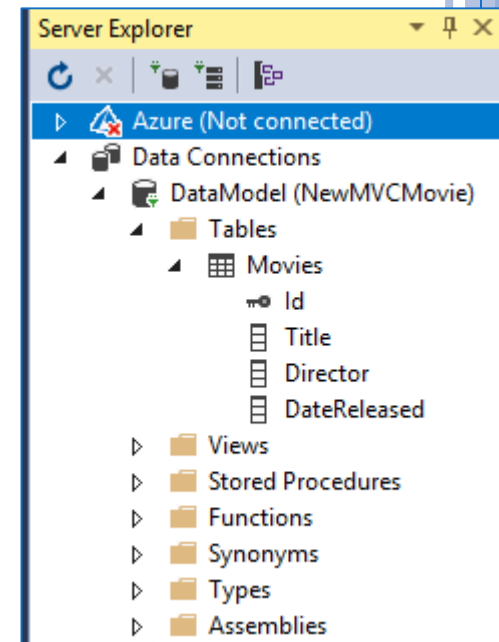 Server Explorer
Azure (Not connected)
Data Connections
DataModel (NewMVCMovie)
Tables
Movies
Id
Title
Director
DateReleased
Views
Stored Procedures
Functions
Synonyms
Types
Assemblies